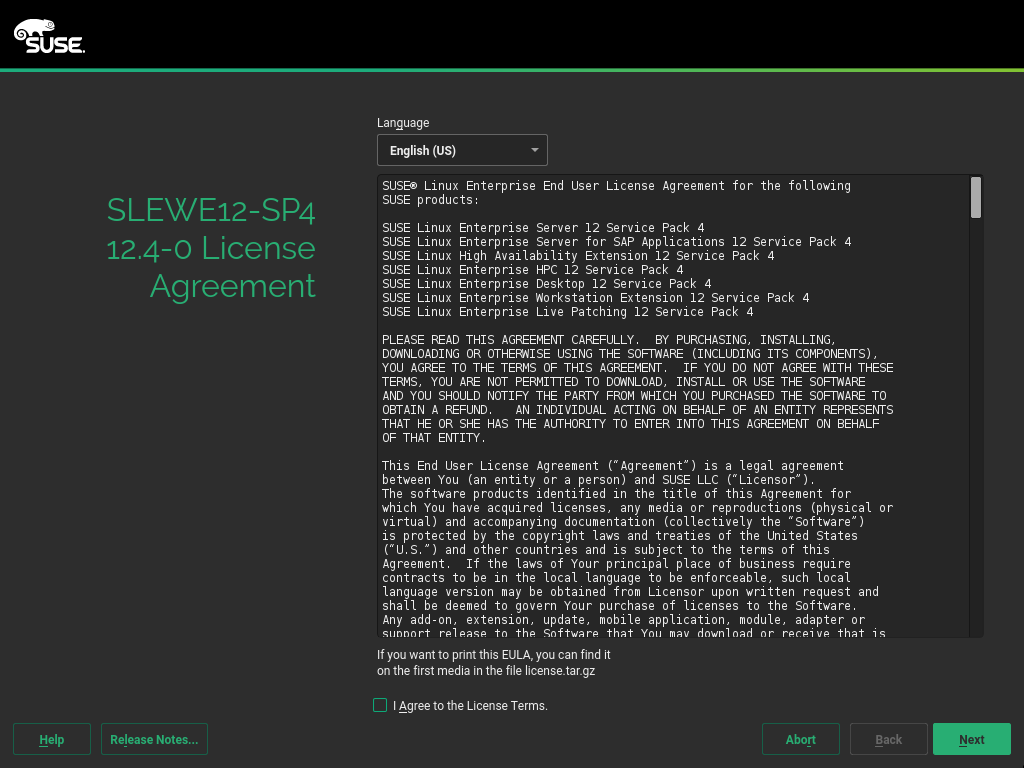 SUSE.
Language
English (US)
SLEWE12-SP4
12.4-0 License
Agreement
SUSE® Linux Enterprise End User License Agreement for the following
SUSE products:
SUSE Linux Enterprise Server 12 Service Pack 4
SUSE Linux Enterprise Server for SAP Applications 12 Service Pack 4
SUSE Linux High Availability Extension 12 Service Pack 4
SUSE Linux Enterprise HPC 12 Service Pack 4
SUSE Linux Enterprise Desktop 12 Service Pack 4
SUSE Linux Enterprise Workstation Extension 12 Service Pack 4
SUSE Linux Enterprise Live Patching 12 Service Pack 4
PLEASE READ THIS AGREEMENT CAREFULLY.  BY PURCHASING, INSTALLING,
DOWNLOADING OR OTHERWISE USING THE SOFTWARE (INCLUDING ITS COMPONENTS),
YOU AGREE TO THE TERMS OF THIS AGREEMENT.  IF YOU DO NOT AGREE WITH THESE
TERMS, YOU ARE NOT PERMITTED TO DOWNLOAD, INSTALL OR USE THE SOFTWARE
AND YOU SHOULD NOTIFY THE PARTY FROM WHICH YOU PURCHASED THE SOFTWARE TO
OBTAIN A REFUND.   AN INDIVIDUAL ACTING ON BEHALF OF AN ENTITY REPRESENTS
THAT HE OR SHE HAS THE AUTHORITY TO ENTER INTO THIS AGREEMENT ON BEHALF
OF THAT ENTITY.
This End User License Agreement (“Agreement”) is a legal agreement
between You (an entity or a person) and SUSE LLC (“Licensor”).
The software products identified in the title of this Agreement for
which You have acquired licenses, any media or reproductions (physical or
virtual) and accompanying documentation (collectively the “Software”)
is protected by the copyright laws and treaties of the United States
(“U.S.”) and other countries and is subject to the terms of this
Agreement.  If the laws of Your principal place of business require
contracts to be in the local language to be enforceable, such local
language version may be obtained from Licensor upon written request and
shall be deemed to govern Your purchase of licenses to the Software.
Any add-on, extension, update, mobile application, module, adapter or
support release to the Software that You may download or receive that is
If you want to print this EULA, you can find it
on the first media in the file license.tar.gz
I Agree to the License Terms.
Help
Release Notes...
Abort
Back
Next